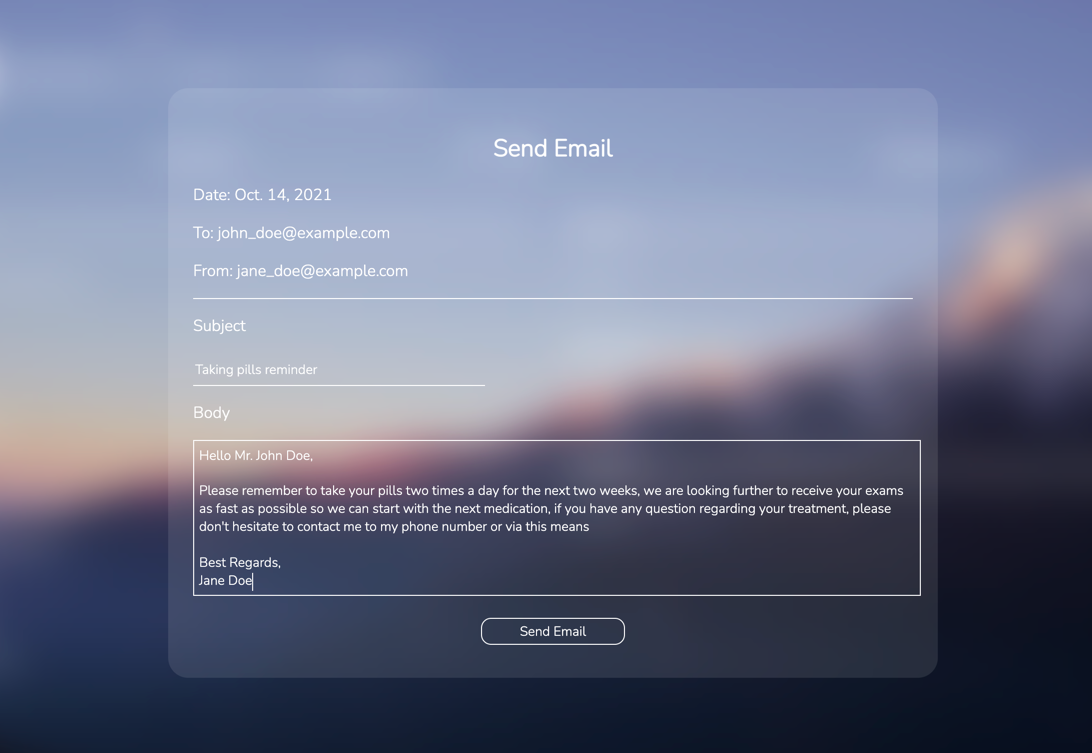 Send Email
Date: Oct. 14, 2021
To: john_doe@example.com
From: jane_doe@example.com
Subject
Taking pills reminder
Body
Hello Mr. John Doe,
Please remember to take your pills two times a day for the next two weeks, we are looking further to receive your exams
as fast as possible so we can start with the next medication, if you have any question regarding your treatment, please
don't hesitate to contact me to my phone number or via this means
Best Regards,
Jane Doe
Send Email